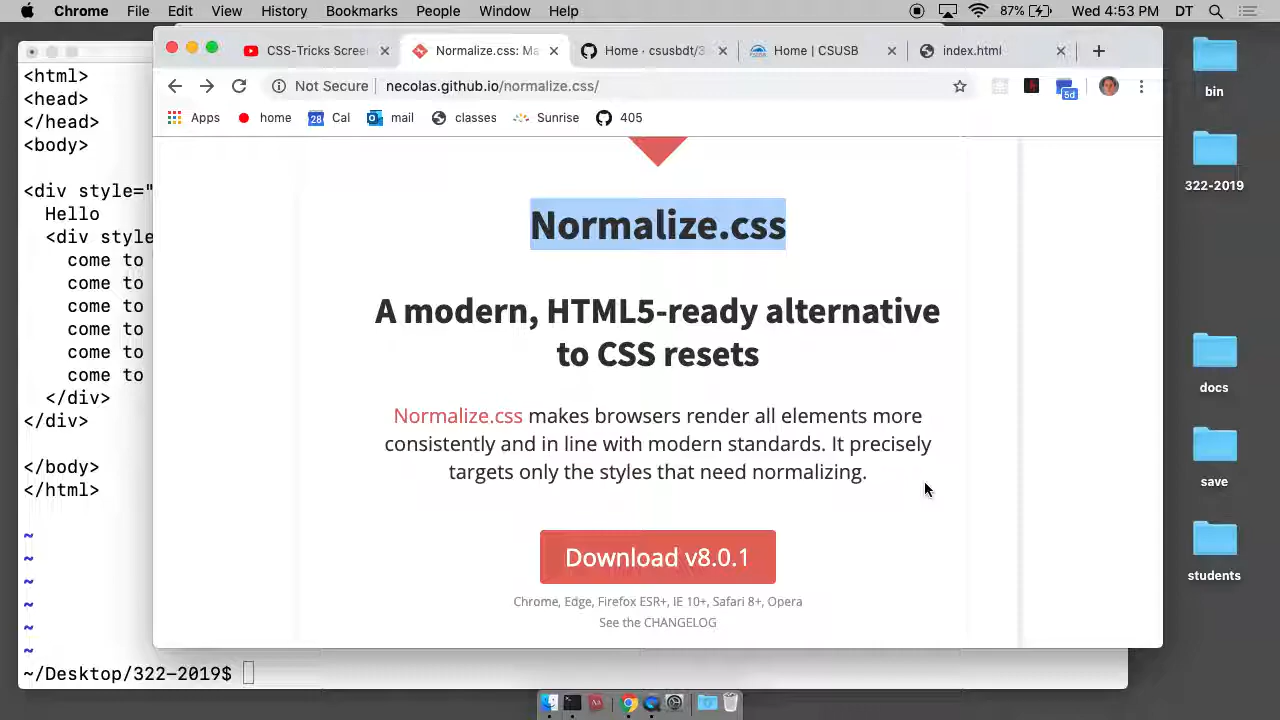 Chrome File Edit View History Bookmarks People Window Help 87% Wed 4:53 PM DT
CSS-Tricks Scree
Normalize.css: Ma
Home · csusbdt/3
Home | CSUSB
index.html
Not Secure necolas.github.io/normalize.css/
5d
Apps home 28 Cal mail classes Sunrise 405
<html>
<head>
</head>
<body>
<div style="
Hello
<div style
come to
come to
come to
come to
come to
come to
</div>
</div>
</body>
</html>
~
~
~
~
~
~
~/Desktop/322-2019$
Normalize.css
A modern, HTML5-ready alternative
to CSS resets
Normalize.css makes browsers render all elements more
consistently and in line with modern standards. It precisely
targets only the styles that need normalizing.
Download v8.0.1
Chrome, Edge, Firefox ESR+, IE 10+, Safari 8+, Opera
See the CHANGELOG
bin
322-2019
docs
save
students